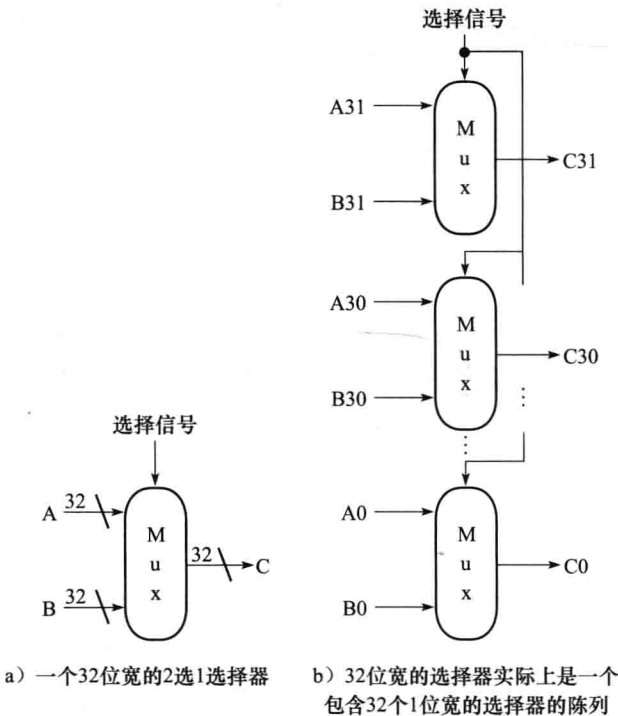 选择信号
A31
M
u
x
C31
B31
A30
M
u
x
C30
B30
选择信号
A 32
M
u
x
32 C
B 32
A0
M
u
x
C0
B0
a）一个32位宽的2选1选择器
b）32位宽的选择器实际上是一个
包含32个1位宽的选择器的陈列